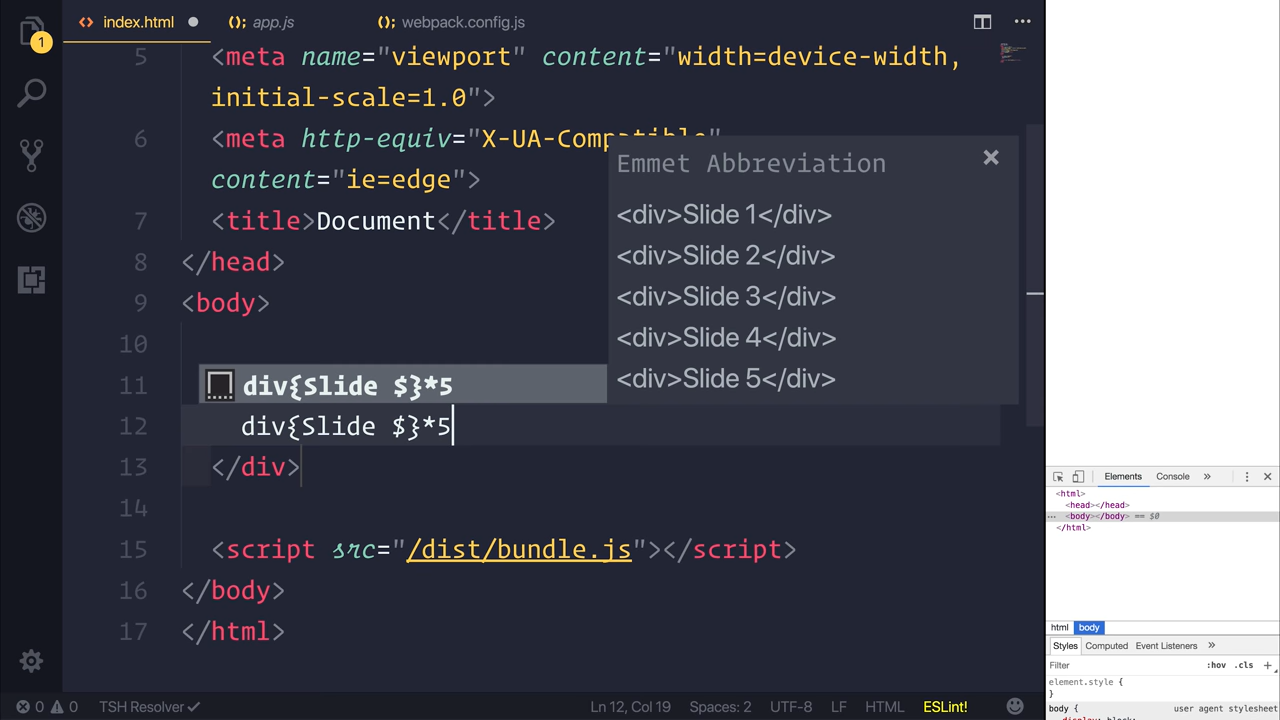 index.html
app.js
webpack.config.js
1
5 <meta name="viewport" content="width=device-width,
initial-scale=1.0">
6 <meta http-equiv="X-UA-Compatible"
content="ie=edge">
7 <title>Document</title>
8 </head>
9 <body>
10
11
12 div{Slide $}*5
13 </div>
14
15 <script src="/dist/bundle.js"></script>
16 </body>
17 </html>
div{Slide $}*5
Emmet Abbreviation
<div>Slide 1</div>
<div>Slide 2</div>
<div>Slide 3</div>
<div>Slide 4</div>
<div>Slide 5</div>
0 0 TSH Resolver Ln 12, Col 19 Spaces: 2 UTF-8 LF HTML ESLint!
Elements Console »
<html>
<head></head>
... <body></body> == $0
</html>
html body
Styles Computed Event Listeners »
Filter :hov .cls +
element.style {
}
body { user agent stylesheet
display: block;